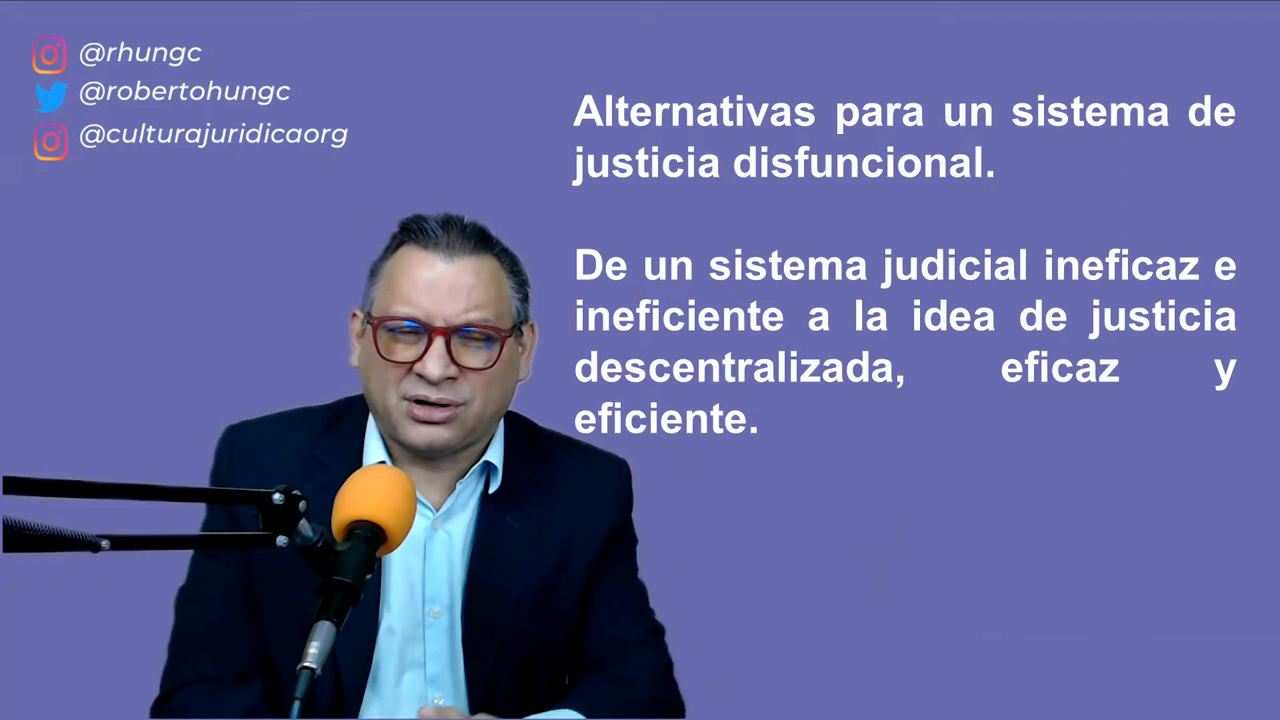 @rhungc
@robertohungc
@culturajuridicaorg
Alternativas para un sistema de
justicia disfuncional.
De un sistema judicial ineficaz e
ineficiente a la idea de justicia
descentralizada, eficaz y
eficiente.